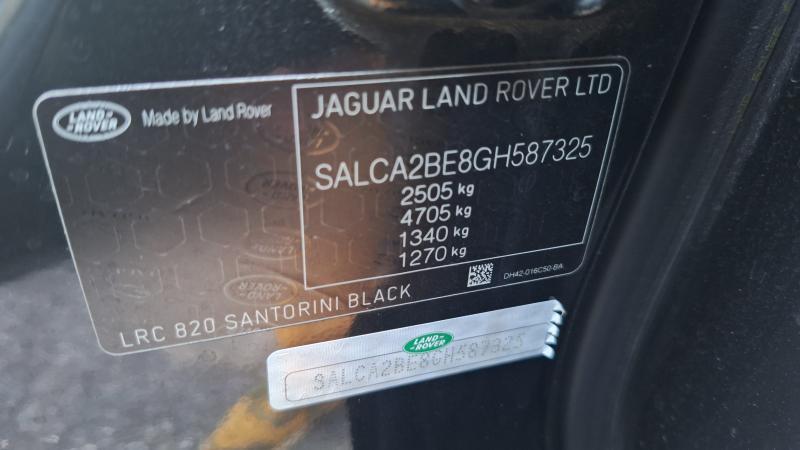 LAND
ROVER
Made by Land Rover
JAGUAR LAND ROVER LTD
SALCA2BE8GH587325
2505 kg
4705 kg
1340 kg
1270 kg
DH42-016C50-BA
LRC 820 SANTORINI BLACK
LAND
ROVER
SALCA2BE8GH587325